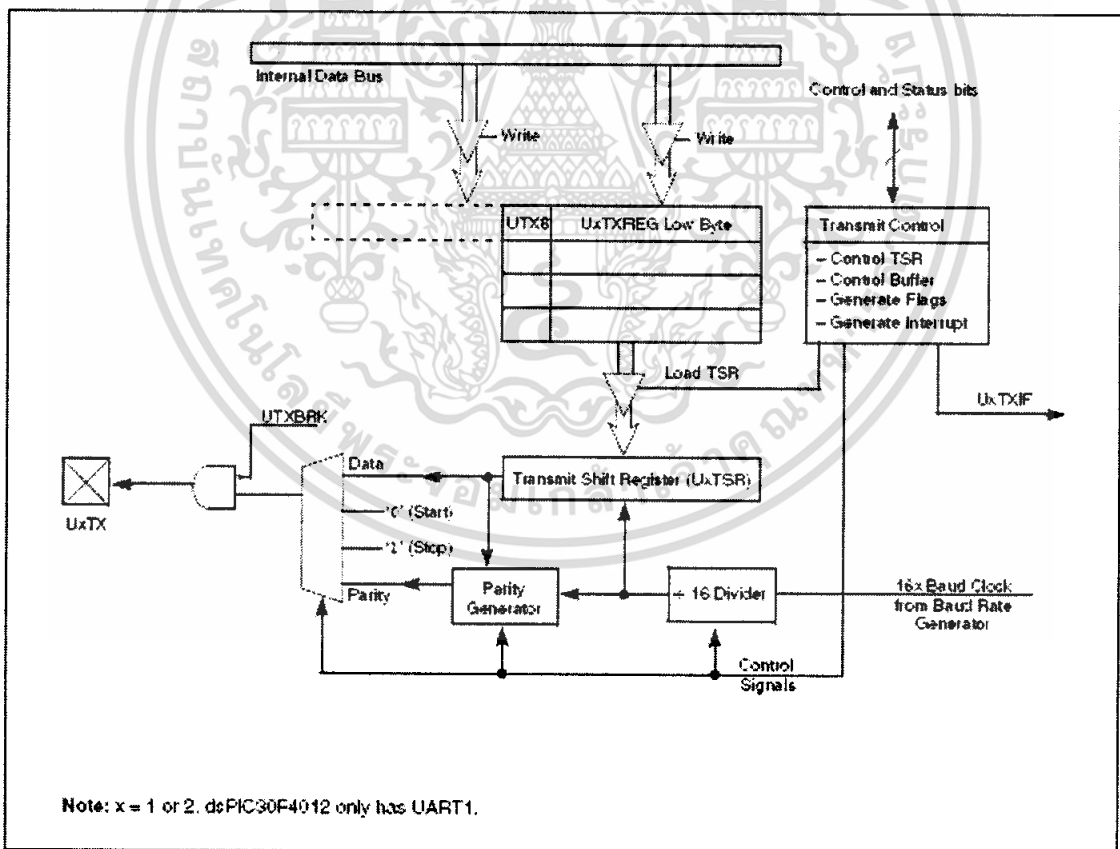 Internal Data Bus
Control and Status bits
Write
Write
UTX8
UxTXREG Low Byte
Transmit Control
– Control TSR
– Control Buffer
– Generate Flags
– Generate Interrupt
Load TSR
UxTXIF
UTXBRK
Data
Transmit Shift Register (UxTSR)
UxTX
'0' (Start)
'1' (Stop)
Parity
Parity
Generator
÷ 16 Divider
16x Baud Clock
from Baud Rate
Generator
Control
Signals
Note: x = 1 or 2. dsPIC30F4012 only has UART1.